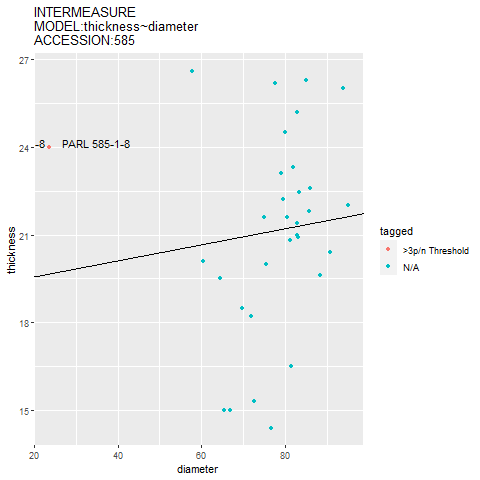 INTERMEASURE
MODEL:thickness~diameter
ACCESSION:585
27
24
21
18
15
-8
PARL 585-1-8
thickness
20
40
60
80
diameter
tagged
>3p/n Threshold
N/A